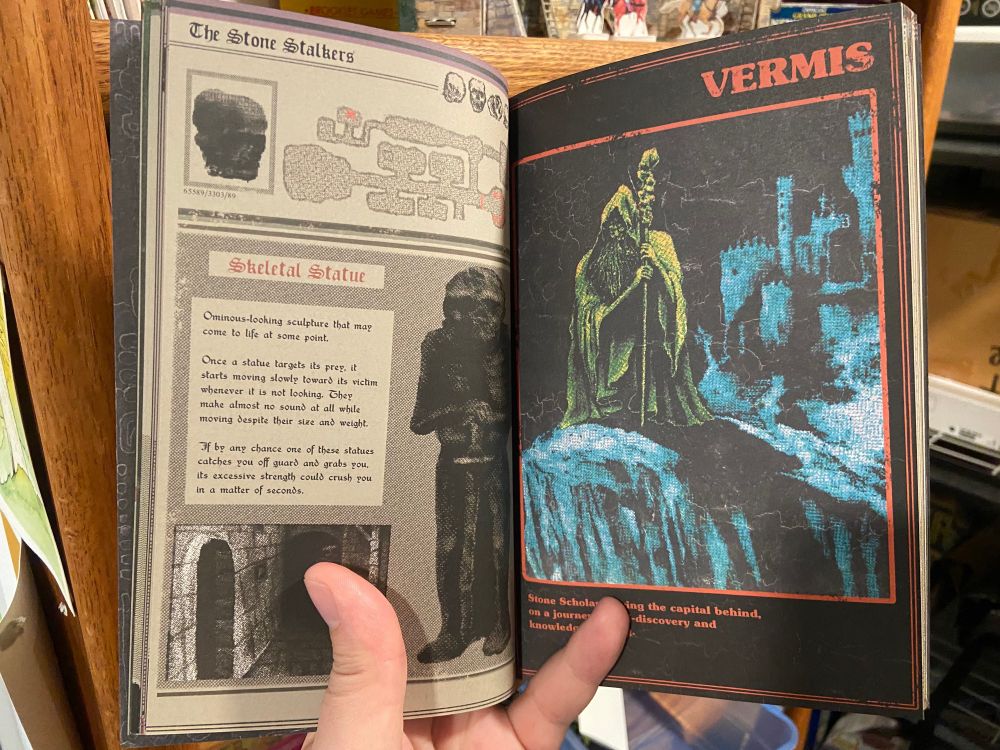 The Stone Stalkers
65589/3303/89
Skeletal Statue
Ominous-looking sculpture that may
come to life at some point.
Once a statue targets its prey, it
starts moving slowly toward its victim
whenever it is not looking. They
make almost no sound at all while
moving despite their size and weight.
If by any chance one of these statues
catches you off guard and grabs you,
its excessive strength could crush you
in a matter of seconds.
VERMIS
Stone Schola ing the capital behind,
on a journe -discovery and
knowled